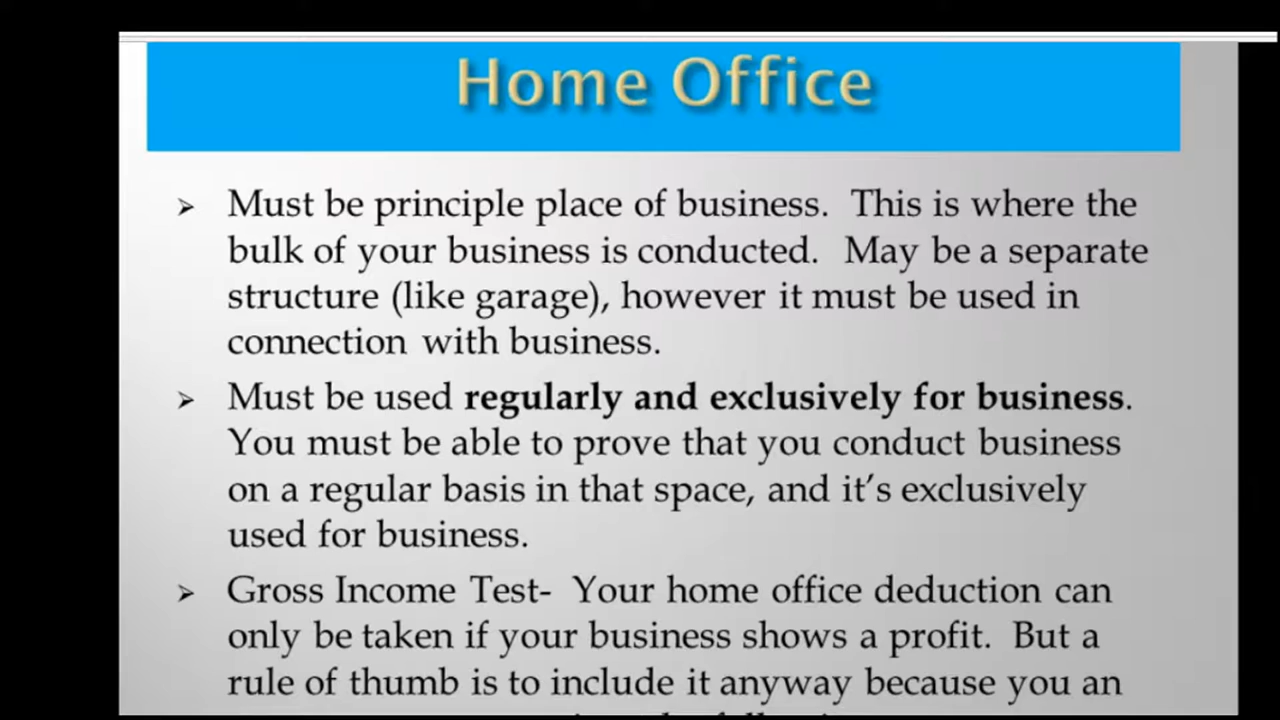 Home Office
Must be principle place of business. This is where the
bulk of your business is conducted. May be a separate
structure (like garage), however it must be used in
connection with business.
Must be used regularly and exclusively for business.
You must be able to prove that you conduct business
on a regular basis in that space, and it's exclusively
used for business.
Gross Income Test- Your home office deduction can
only be taken if your business shows a profit. But a
rule of thumb is to include it anyway because you an